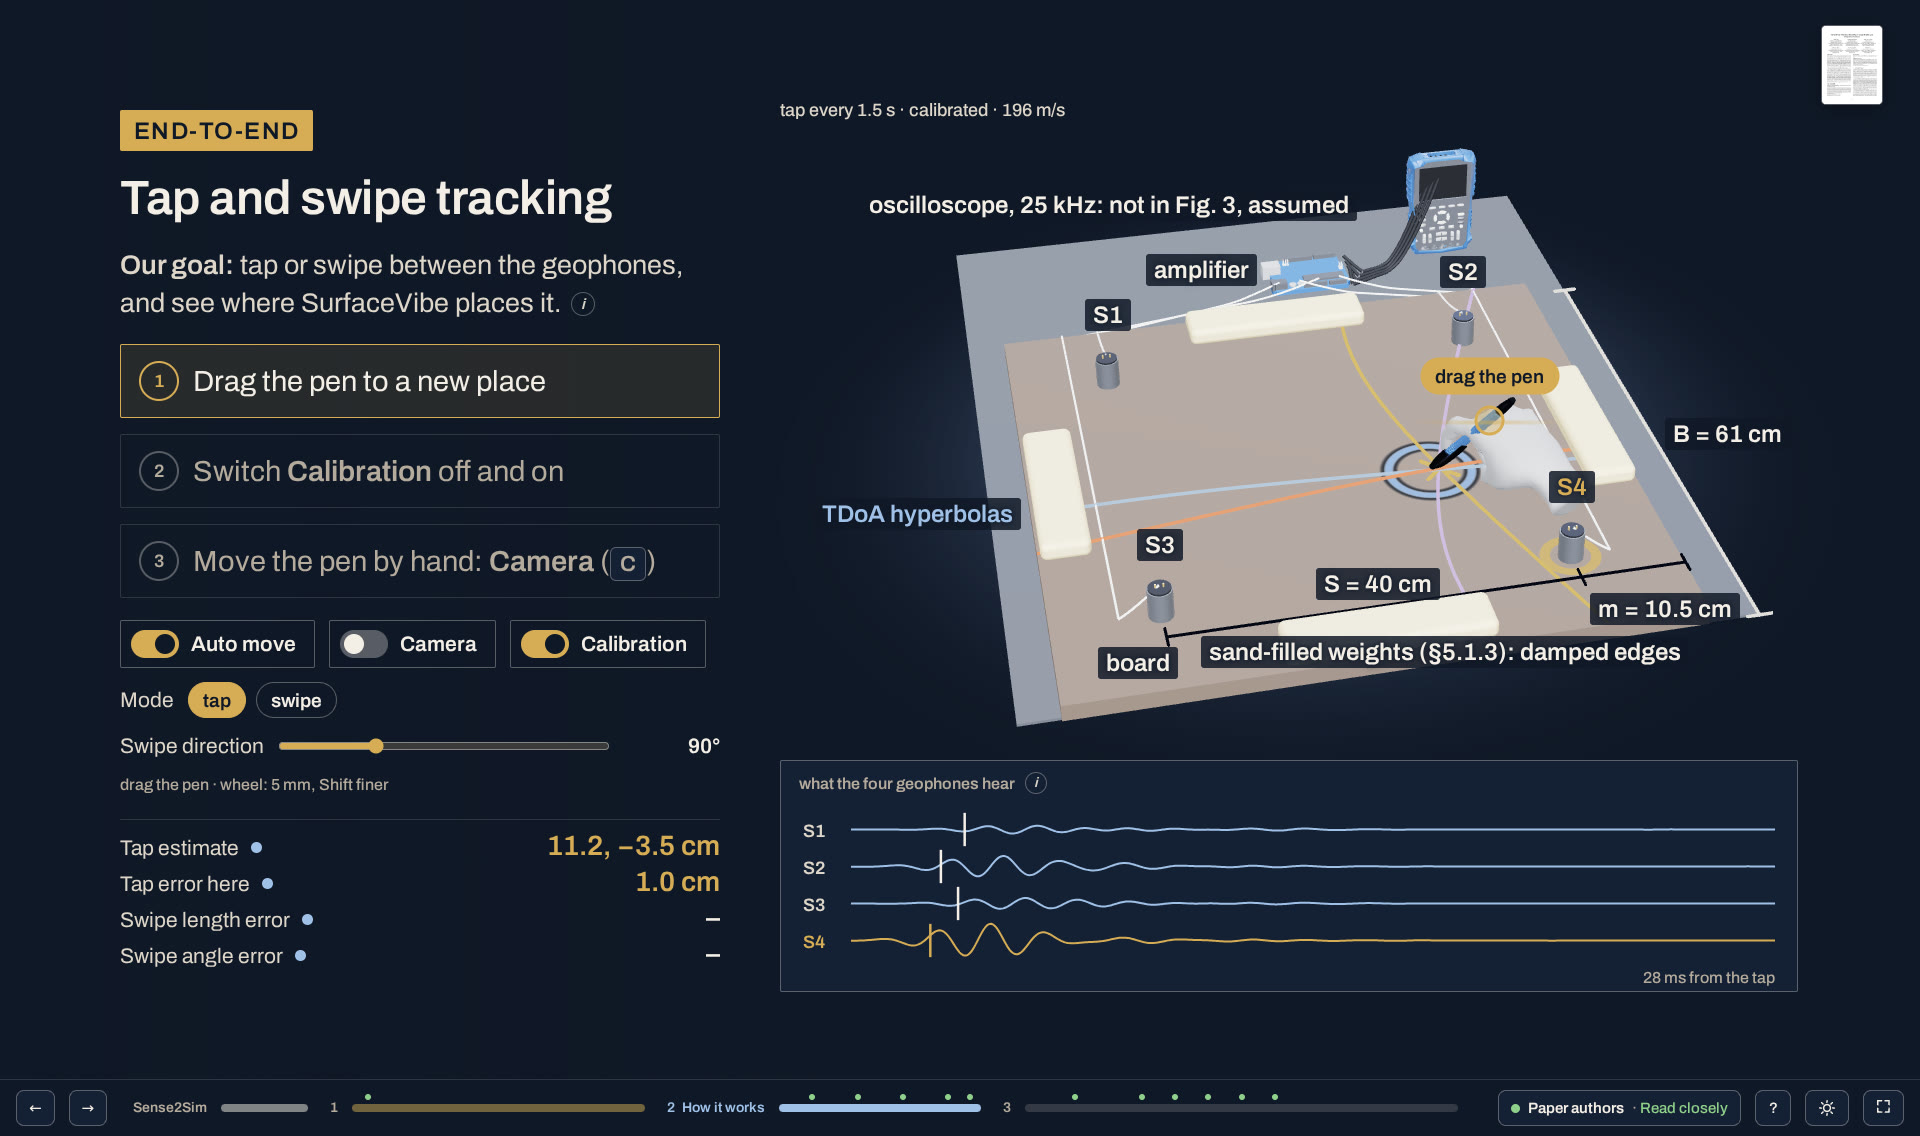 END-TO-END
Tap and swipe tracking
Our goal: tap or swipe between the geophones,
and see where SurfaceVibe places it. i
1 Drag the pen to a new place
2 Switch Calibration off and on
3 Move the pen by hand: Camera (C)
Auto move Camera Calibration
Mode tap swipe
Swipe direction 90°
drag the pen · wheel: 5 mm, Shift finer
Tap estimate 11.2, −3.5 cm
Tap error here 1.0 cm
Swipe length error –
Swipe angle error –
tap every 1.5 s · calibrated · 196 m/s
oscilloscope, 25 kHz: not in Fig. 3, assumed
amplifier
S2
S1
drag the pen
B = 61 cm
S4
TDoA hyperbolas
S3
S = 40 cm
m = 10.5 cm
board
sand-filled weights (§5.1.3): damped edges
what the four geophones hear i
S1
S2
S3
S4
28 ms from the tap
← → Sense2Sim 1 2 How it works 3 Paper authors · Read closely ?